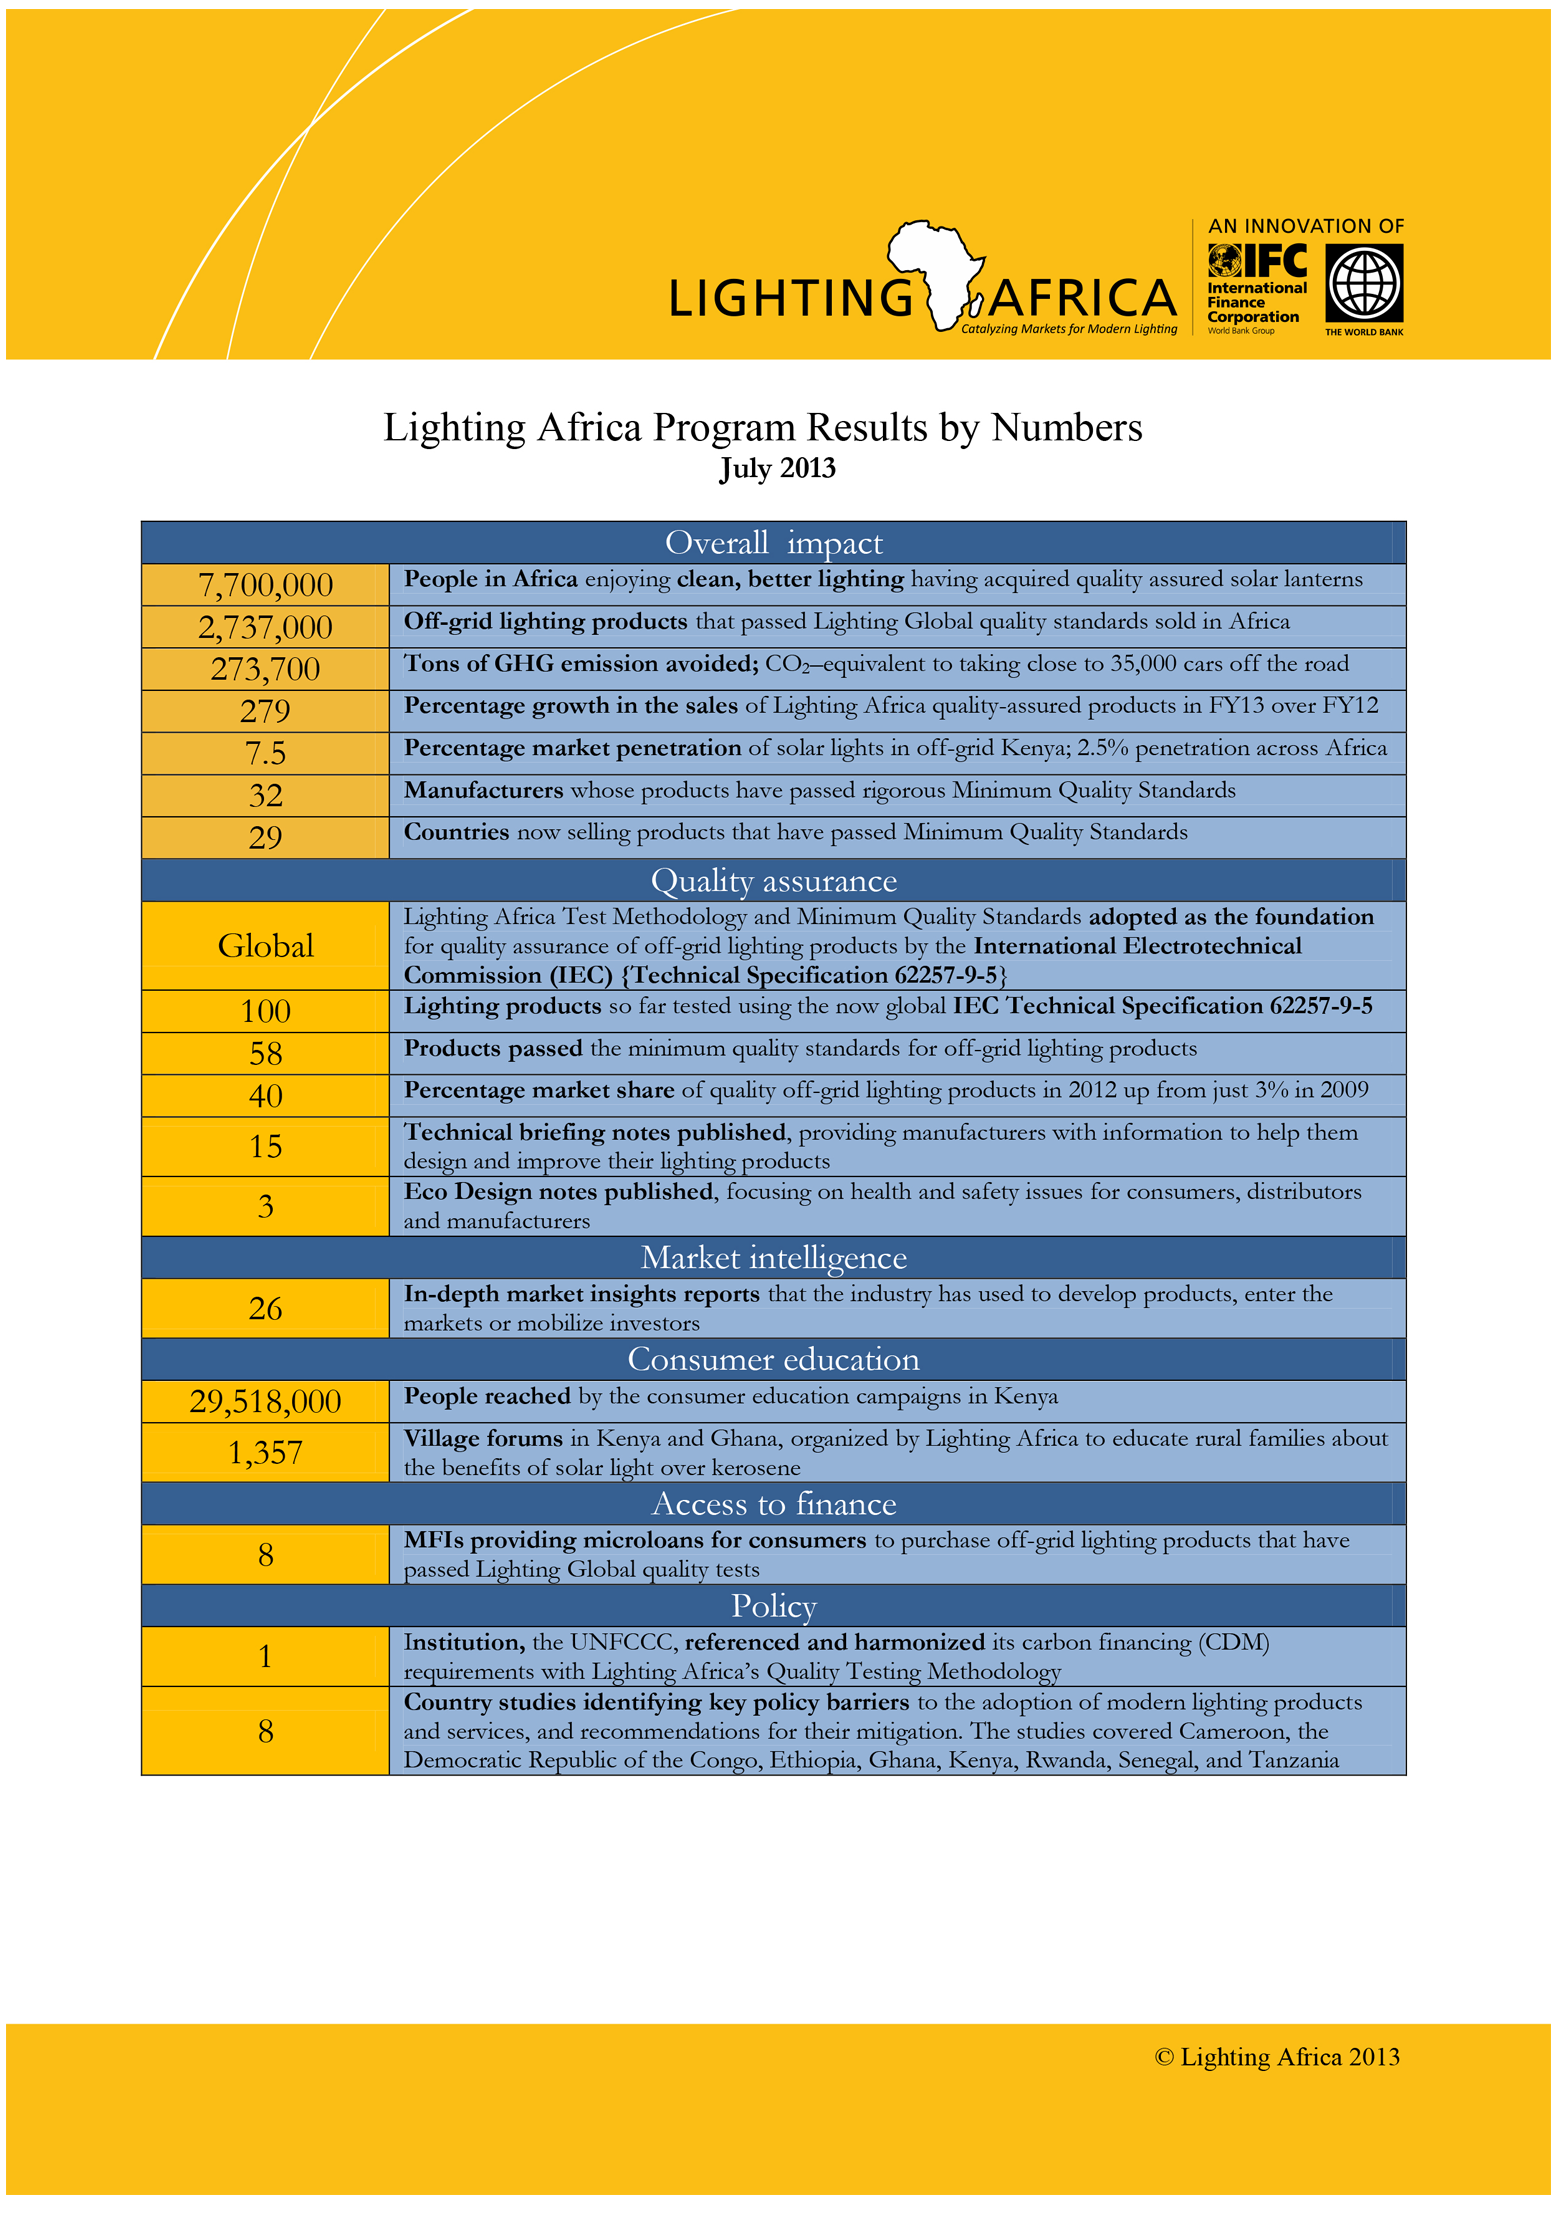 AN INNOVATION OF
LIGHTING AFRICA
Catalyzing Markets for Modern Lighting
IFC
International
Finance
Corporation
World Bank Group
THE WORLD BANK
Lighting Africa Program Results by Numbers
July 2013
Overall impact
7,700,000 People in Africa enjoying clean, better lighting having acquired quality assured solar lanterns
2,737,000 Off-grid lighting products that passed Lighting Global quality standards sold in Africa
273,700 Tons of GHG emission avoided; CO₂–equivalent to taking close to 35,000 cars off the road
279 Percentage growth in the sales of Lighting Africa quality-assured products in FY13 over FY12
7.5 Percentage market penetration of solar lights in off-grid Kenya; 2.5% penetration across Africa
32 Manufacturers whose products have passed rigorous Minimum Quality Standards
29 Countries now selling products that have passed Minimum Quality Standards
Quality assurance
Global
Lighting Africa Test Methodology and Minimum Quality Standards adopted as the foundation
for quality assurance of off-grid lighting products by the International Electrotechnical
Commission (IEC) {Technical Specification 62257-9-5}
100 Lighting products so far tested using the now global IEC Technical Specification 62257-9-5
58 Products passed the minimum quality standards for off-grid lighting products
40 Percentage market share of quality off-grid lighting products in 2012 up from just 3% in 2009
15
Technical briefing notes published, providing manufacturers with information to help them
design and improve their lighting products
3
Eco Design notes published, focusing on health and safety issues for consumers, distributors
and manufacturers
Market intelligence
26
In-depth market insights reports that the industry has used to develop products, enter the
markets or mobilize investors
Consumer education
29,518,000 People reached by the consumer education campaigns in Kenya
1,357
Village forums in Kenya and Ghana, organized by Lighting Africa to educate rural families about
the benefits of solar light over kerosene
Access to finance
8
MFIs providing microloans for consumers to purchase off-grid lighting products that have
passed Lighting Global quality tests
Policy
1
Institution, the UNFCCC, referenced and harmonized its carbon financing (CDM)
requirements with Lighting Africa’s Quality Testing Methodology
8
Country studies identifying key policy barriers to the adoption of modern lighting products
and services, and recommendations for their mitigation. The studies covered Cameroon, the
Democratic Republic of the Congo, Ethiopia, Ghana, Kenya, Rwanda, Senegal, and Tanzania
© Lighting Africa 2013